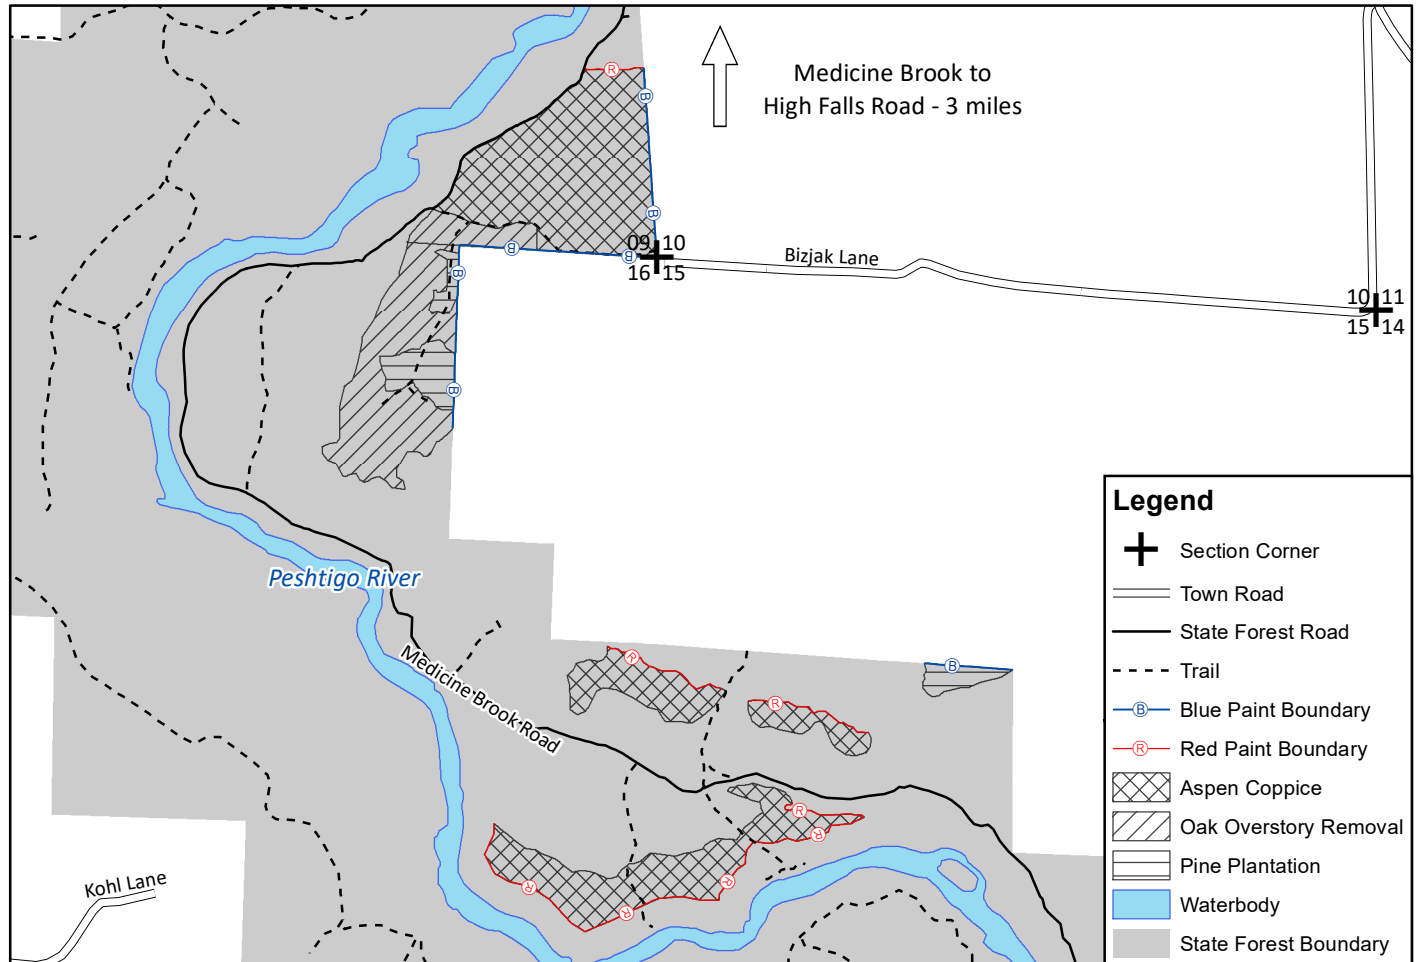 Medicine Brook to
High Falls Road - 3 miles
R
B
B
09 10
16 15
B
B
B
B
Bizjak Lane
10 11
15 14
Peshtigo River
Medicine Brook Road
R
R
B
R
R
R
R
R
Kohl Lane
Legend
Section Corner
Town Road
State Forest Road
Trail
B Blue Paint Boundary
R Red Paint Boundary
Aspen Coppice
Oak Overstory Removal
Pine Plantation
Waterbody
State Forest Boundary